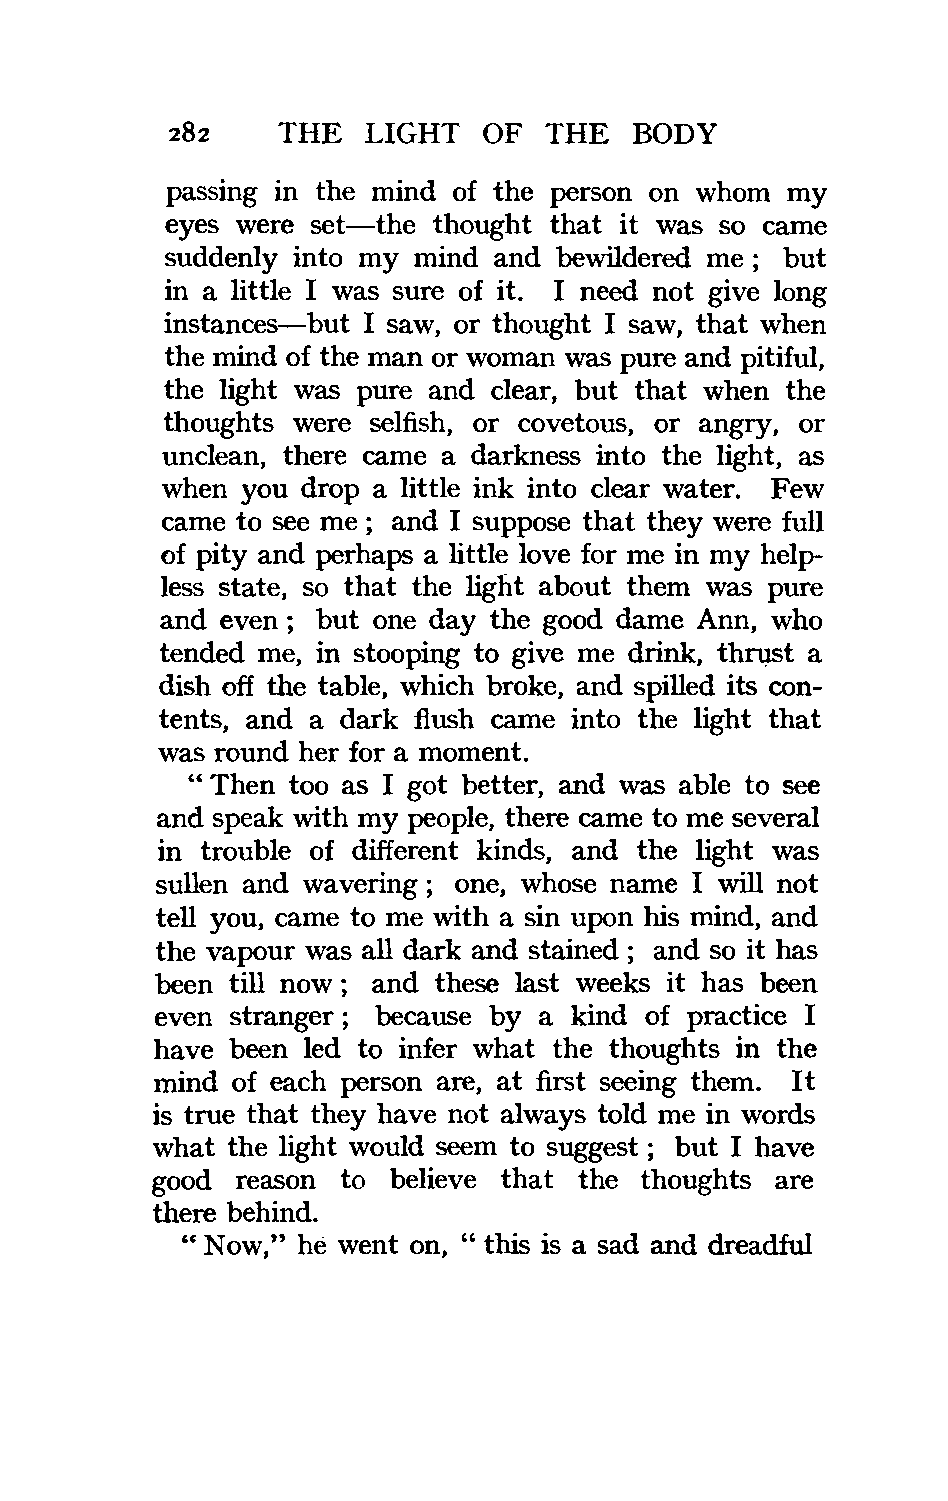 282 THE LIGHT OF THE BODY
passing in the mind of the person on whom my
eyes were set—the thought that it was so came
suddenly into my mind and bewildered me ; but
in a little I was sure of it. I need not give long
instances—but I saw, or thought I saw, that when
the mind of the man or woman was pure and pitiful,
the light was pure and clear, but that when the
thoughts were selfish, or covetous, or angry, or
unclean, there came a darkness into the light, as
when you drop a little ink into clear water. Few
came to see me ; and I suppose that they were full
of pity and perhaps a little love for me in my help-
less state, so that the light about them was pure
and even ; but one day the good dame Ann, who
tended me, in stooping to give me drink, thrust a
dish off the table, which broke, and spilled its con-
tents, and a dark flush came into the light that
was round her for a moment.
“ Then too as I got better, and was able to see
and speak with my people, there came to me several
in trouble of different kinds, and the light was
sullen and wavering ; one, whose name I will not
tell you, came to me with a sin upon his mind, and
the vapour was all dark and stained ; and so it has
been till now ; and these last weeks it has been
even stranger ; because by a kind of practice I
have been led to infer what the thoughts in the
mind of each person are, at first seeing them. It
is true that they have not always told me in words
what the light would seem to suggest ; but I have
good reason to believe that the thoughts are
there behind.
“ Now,” he went on, “ this is a sad and dreadful